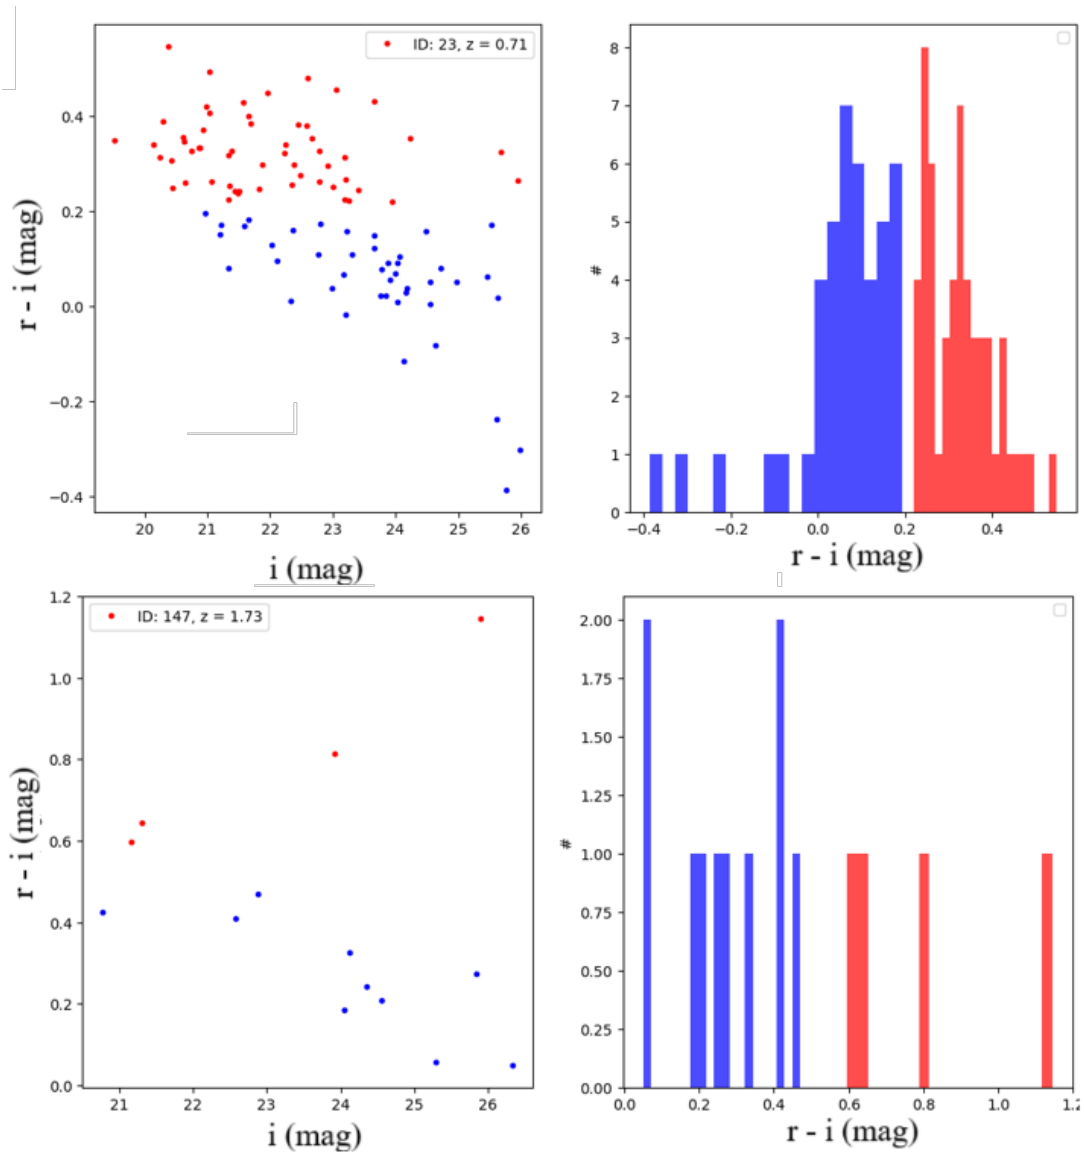 ID: 23, z = 0.71
0.4
0.2
0.0
−0.2
−0.4
r - i (mag)
20 21 22 23 24 25 26
i (mag)
8
7
6
5
4
3
2
1
0
#
−0.4 −0.2 0.0 0.2 0.4
r - i (mag)
ID: 147, z = 1.73
1.2
1.0
0.8
0.6
0.4
0.2
0.0
r - i (mag)
21 22 23 24 25 26
i (mag)
2.00
1.75
1.50
1.25
1.00
0.75
0.50
0.25
0.00
#
0.0 0.2 0.4 0.6 0.8 1.0 1.2
r - i (mag)